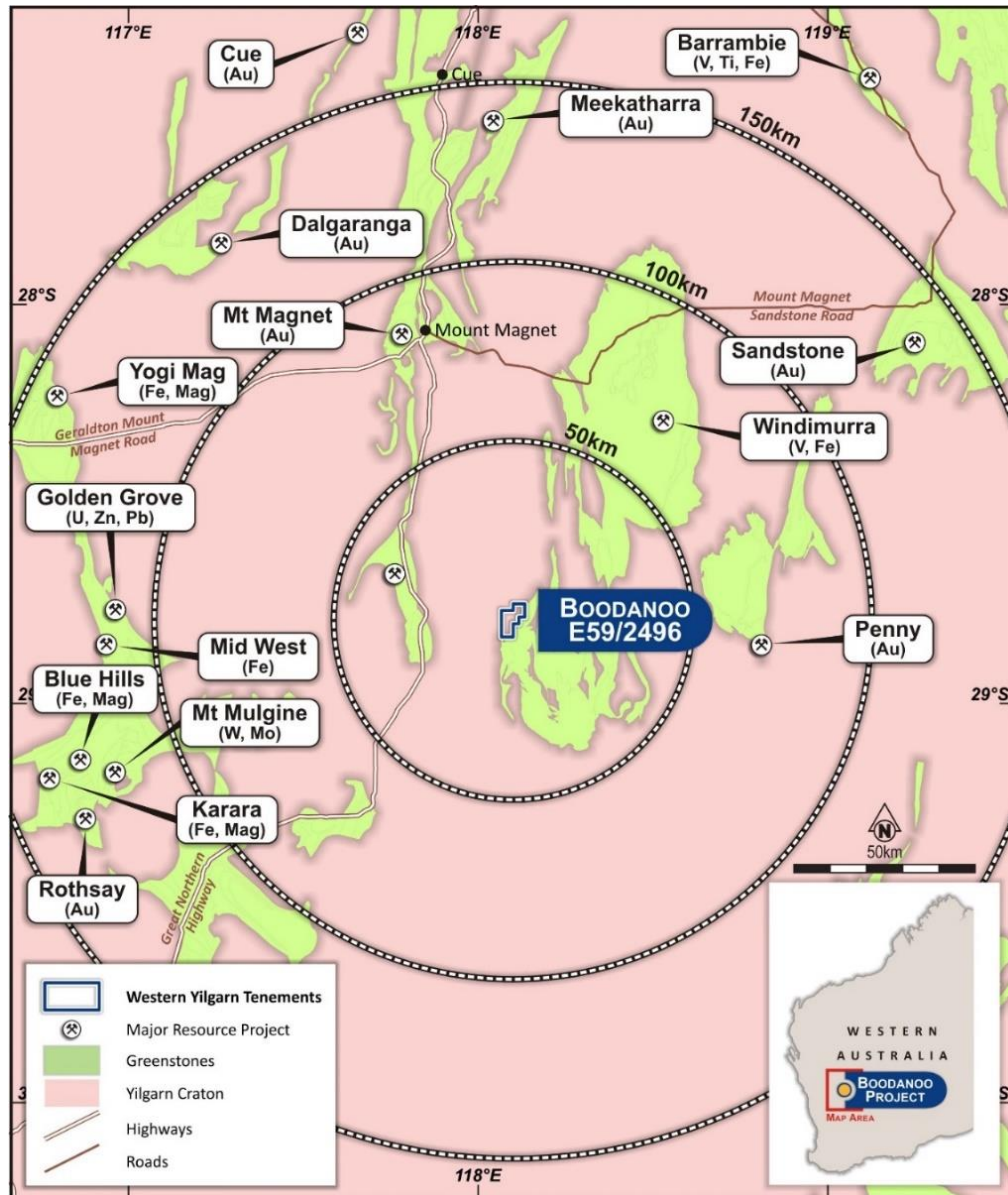 117°E
118°E
119°E
Cue
(Au)
Cue
Barrambie
(V, Ti, Fe)
Meekatharra
(Au)
150km
Dalgaranga
(Au)
28°S
28°S
100km
Mount Magnet
Sandstone Road
Mt Magnet
(Au)
Mount Magnet
Sandstone
(Au)
Yogi Mag
(Fe, Mag)
Geraldton Mount
Magnet Road
Windimurra
(V, Fe)
50km
Golden Grove
(U, Zn, Pb)
BOODANOO
E59/2496
Mid West
(Fe)
Penny
(Au)
Blue Hills
(Fe, Mag)
29°S
Mt Mulgine
(W, Mo)
Karara
(Fe, Mag)
Rothsay
(Au)
Great Northern
Highway
N
50km
Western Yilgarn Tenements
Major Resource Project
Greenstones
Yilgarn Craton
Highways
Roads
WESTERN
AUSTRALIA
BOODANOO
PROJECT
MAP AREA
118°E